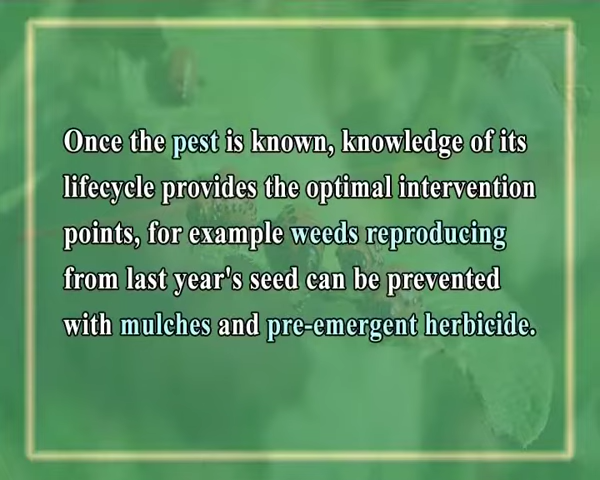 Once the pest is known, knowledge of its
lifecycle provides the optimal intervention
points, for example weeds reproducing
from last year's seed can be prevented
with mulches and pre-emergent herbicide.